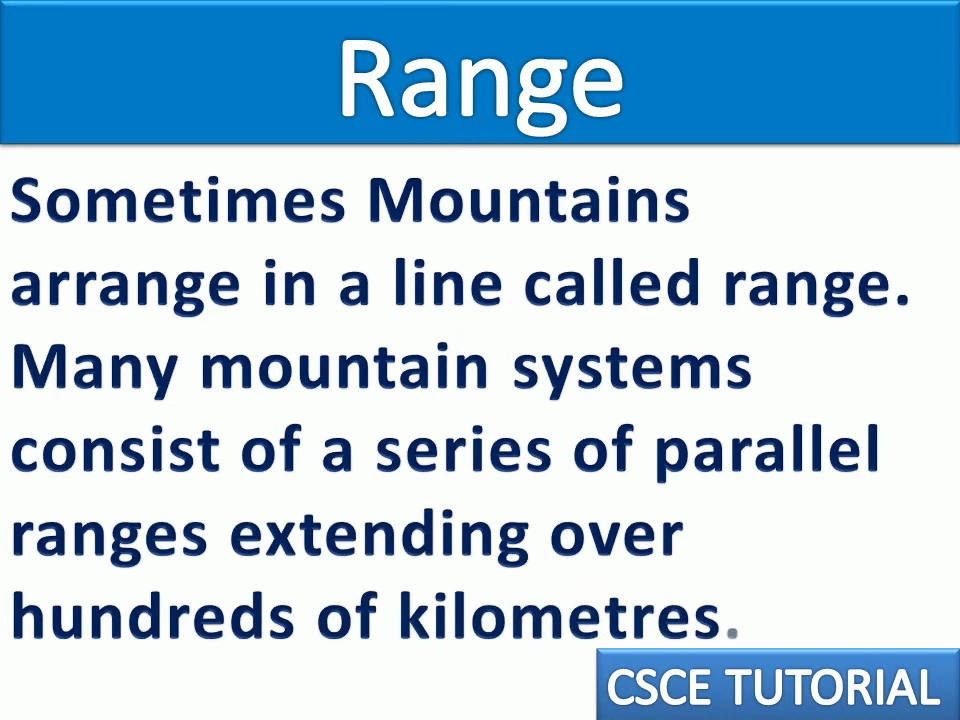 Range
Sometimes Mountains
arrange in a line called range.
Many mountain systems
consist of a series of parallel
ranges extending over
hundreds of kilometres.
CSCE TUTORIAL